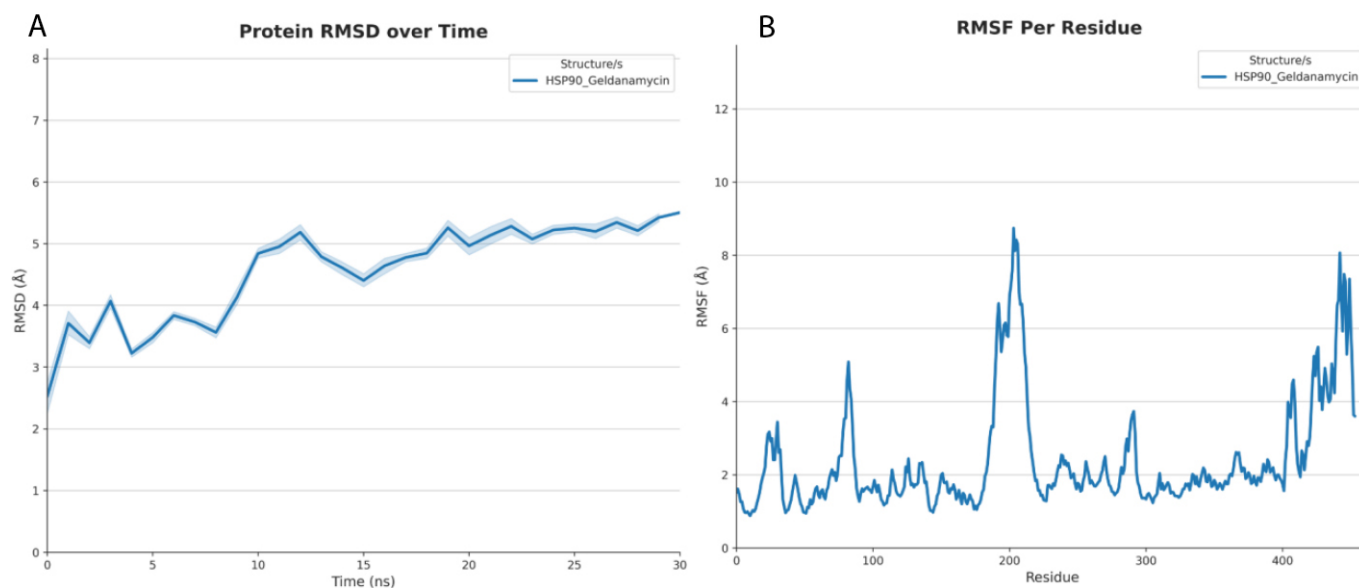 A
Protein RMSD over Time
Structure/s
HSP90_Geldanamycin
8
7
6
5
4
3
2
1
0
RMSD (Å)
0 5 10 15 20 25 30
Time (ns)
B
RMSF Per Residue
Structure/s
HSP90_Geldanamycin
12
10
8
6
4
2
0
RMSF (Å)
0 100 200 300 400
Residue